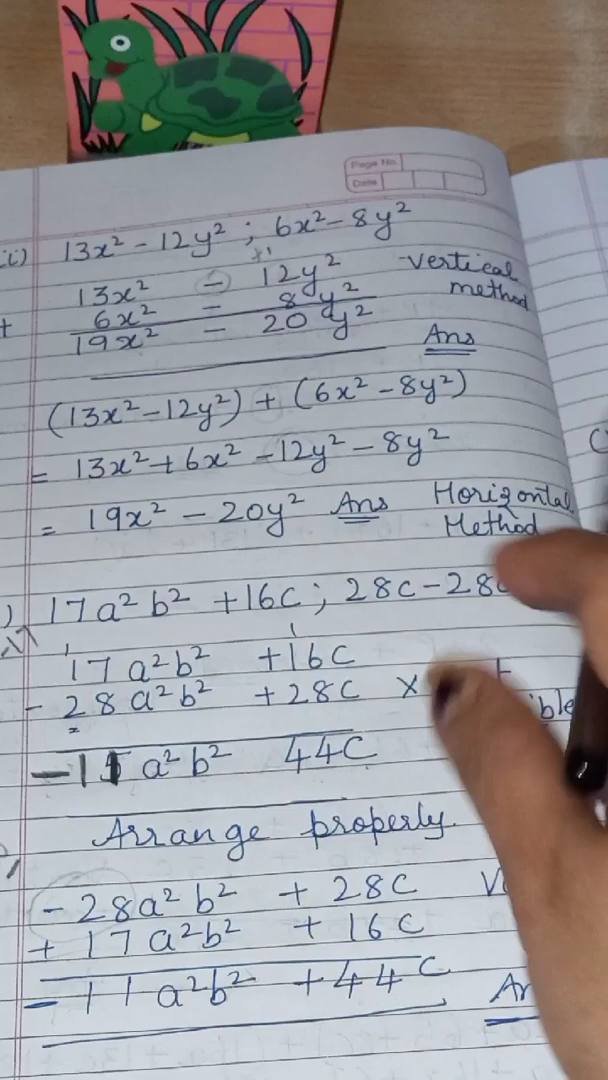 Page No.
Date
ii) 13x² - 12y² ; 6x² - 8y²
13x² - 12y² Vertical
6x² - 8y² method
19x² - 20y²
Ans
(13x² - 12y²) + (6x² - 8y²)
= 13x² + 6x² - 12y² - 8y²
= 19x² - 20y² Ans Horizontal
Method
) 17a²b² + 16c ; 28c - 28
17a²b² + 16c
- 28a²b² + 28c ×
- 11a²b² 44c
Arrange properly.
- 28a²b² + 28c
+ 17a²b² + 16c
- 11a²b² + 44c